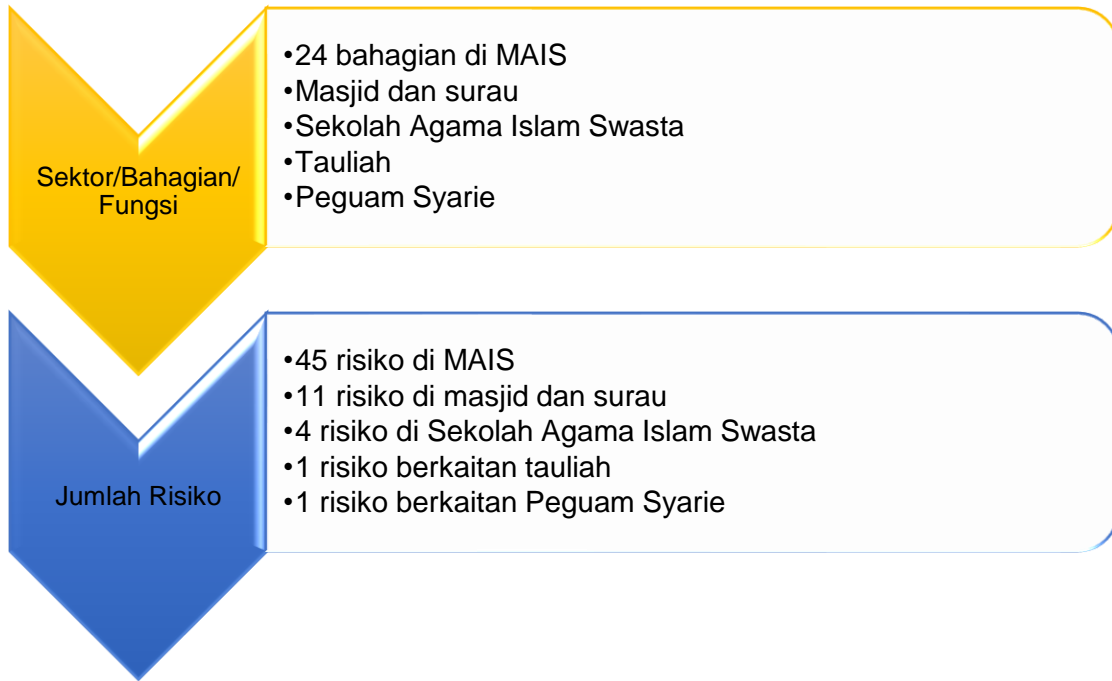 Sektor/Bahagian/
Fungsi
•24 bahagian di MAIS
•Masjid dan surau
•Sekolah Agama Islam Swasta
•Tauliah
•Peguam Syarie
Jumlah Risiko
•45 risiko di MAIS
•11 risiko di masjid dan surau
•4 risiko di Sekolah Agama Islam Swasta
•1 risiko berkaitan tauliah
•1 risiko berkaitan Peguam Syarie